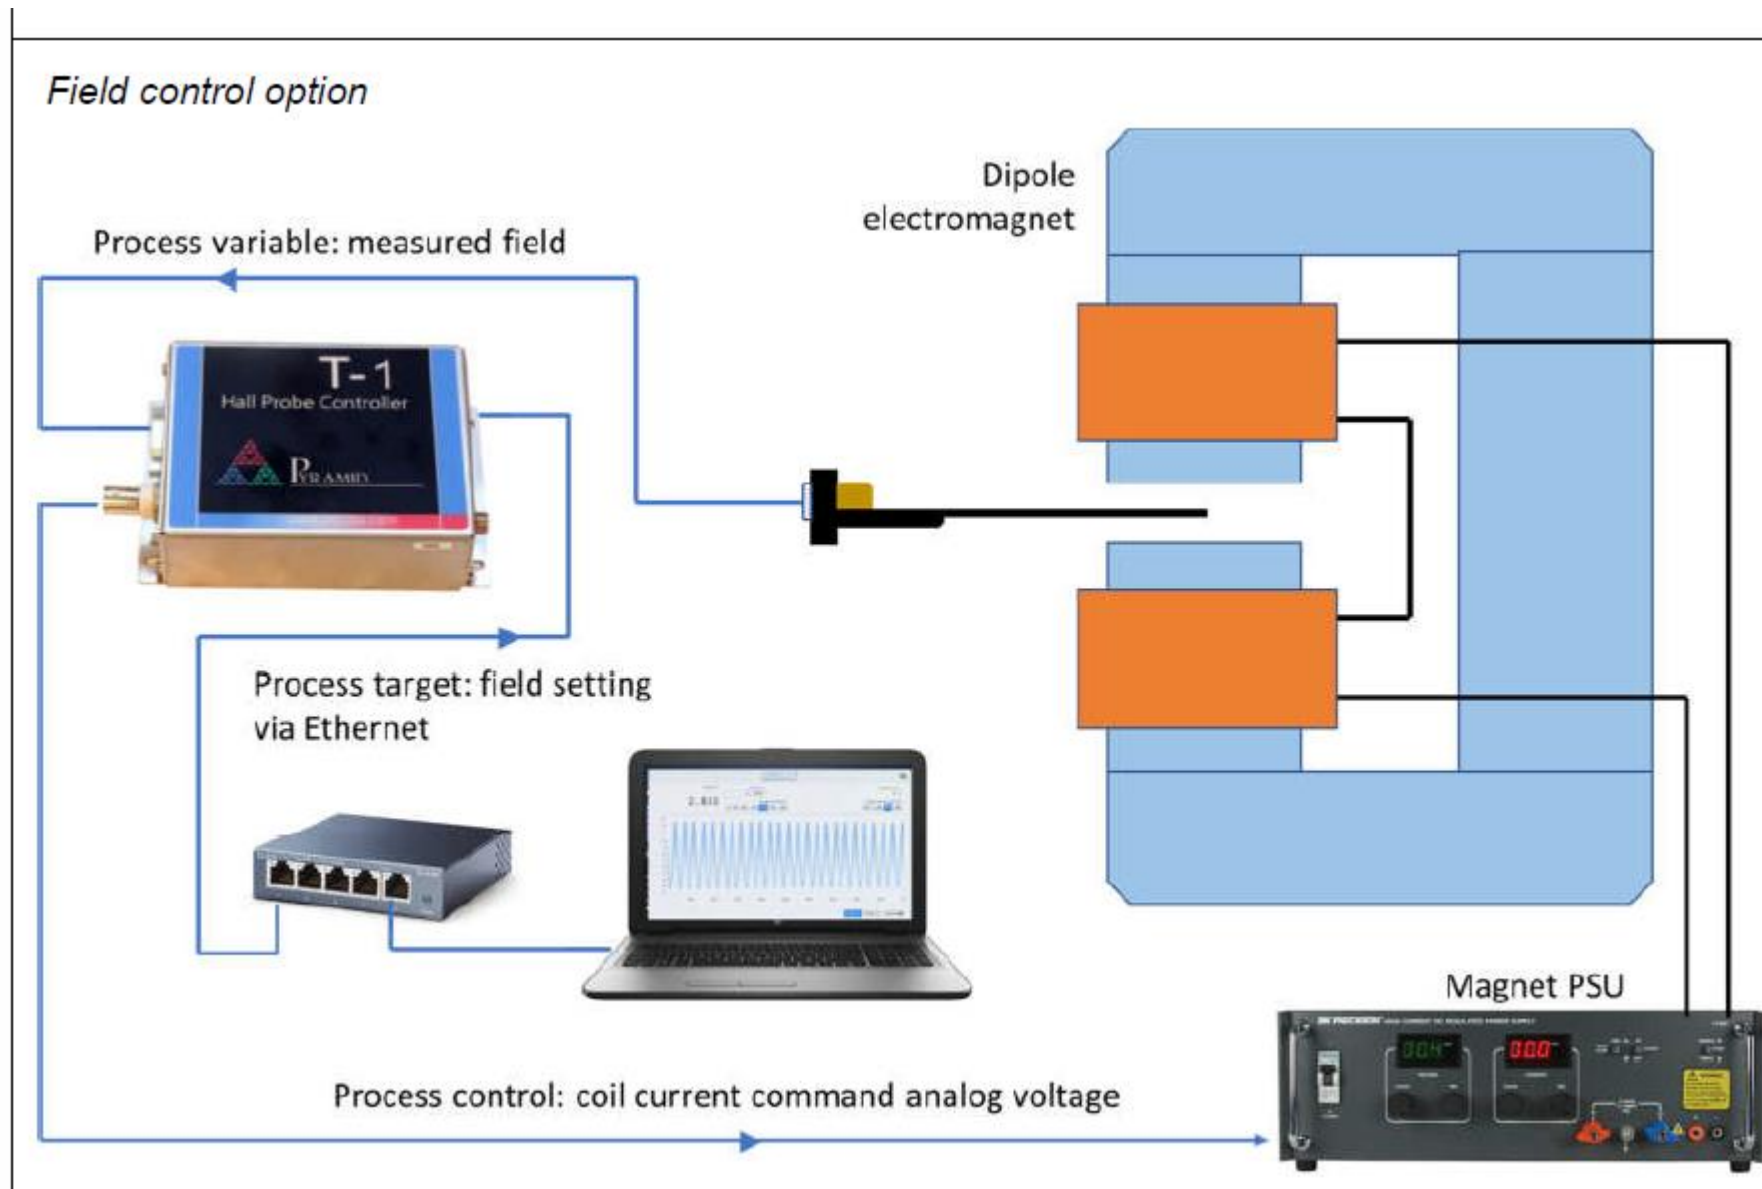 Field control option
Dipole
electromagnet
Process variable: measured field
T-1
Hall Probe Controller
PYRAMID
Process target: field setting
via Ethernet
Magnet PSU
Process control: coil current command analog voltage